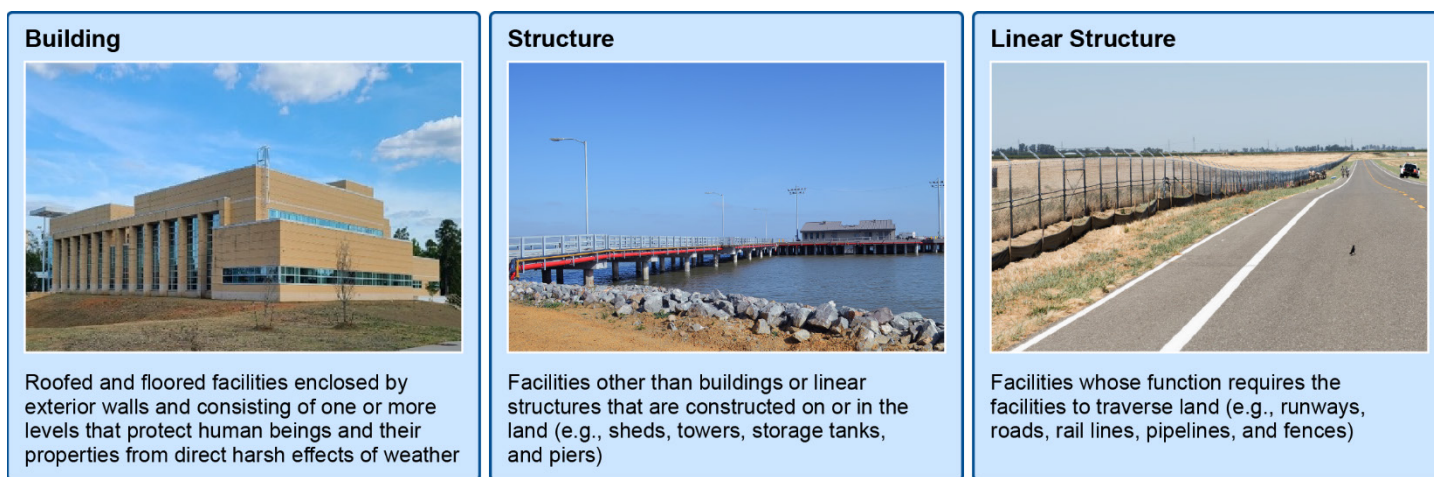 Building
Roofed and floored facilities enclosed by
exterior walls and consisting of one or more
levels that protect human beings and their
properties from direct harsh effects of weather
Structure
Facilities other than buildings or linear
structures that are constructed on or in the
land (e.g., sheds, towers, storage tanks,
and piers)
Linear Structure
Facilities whose function requires the
facilities to traverse land (e.g., runways,
roads, rail lines, pipelines, and fences)